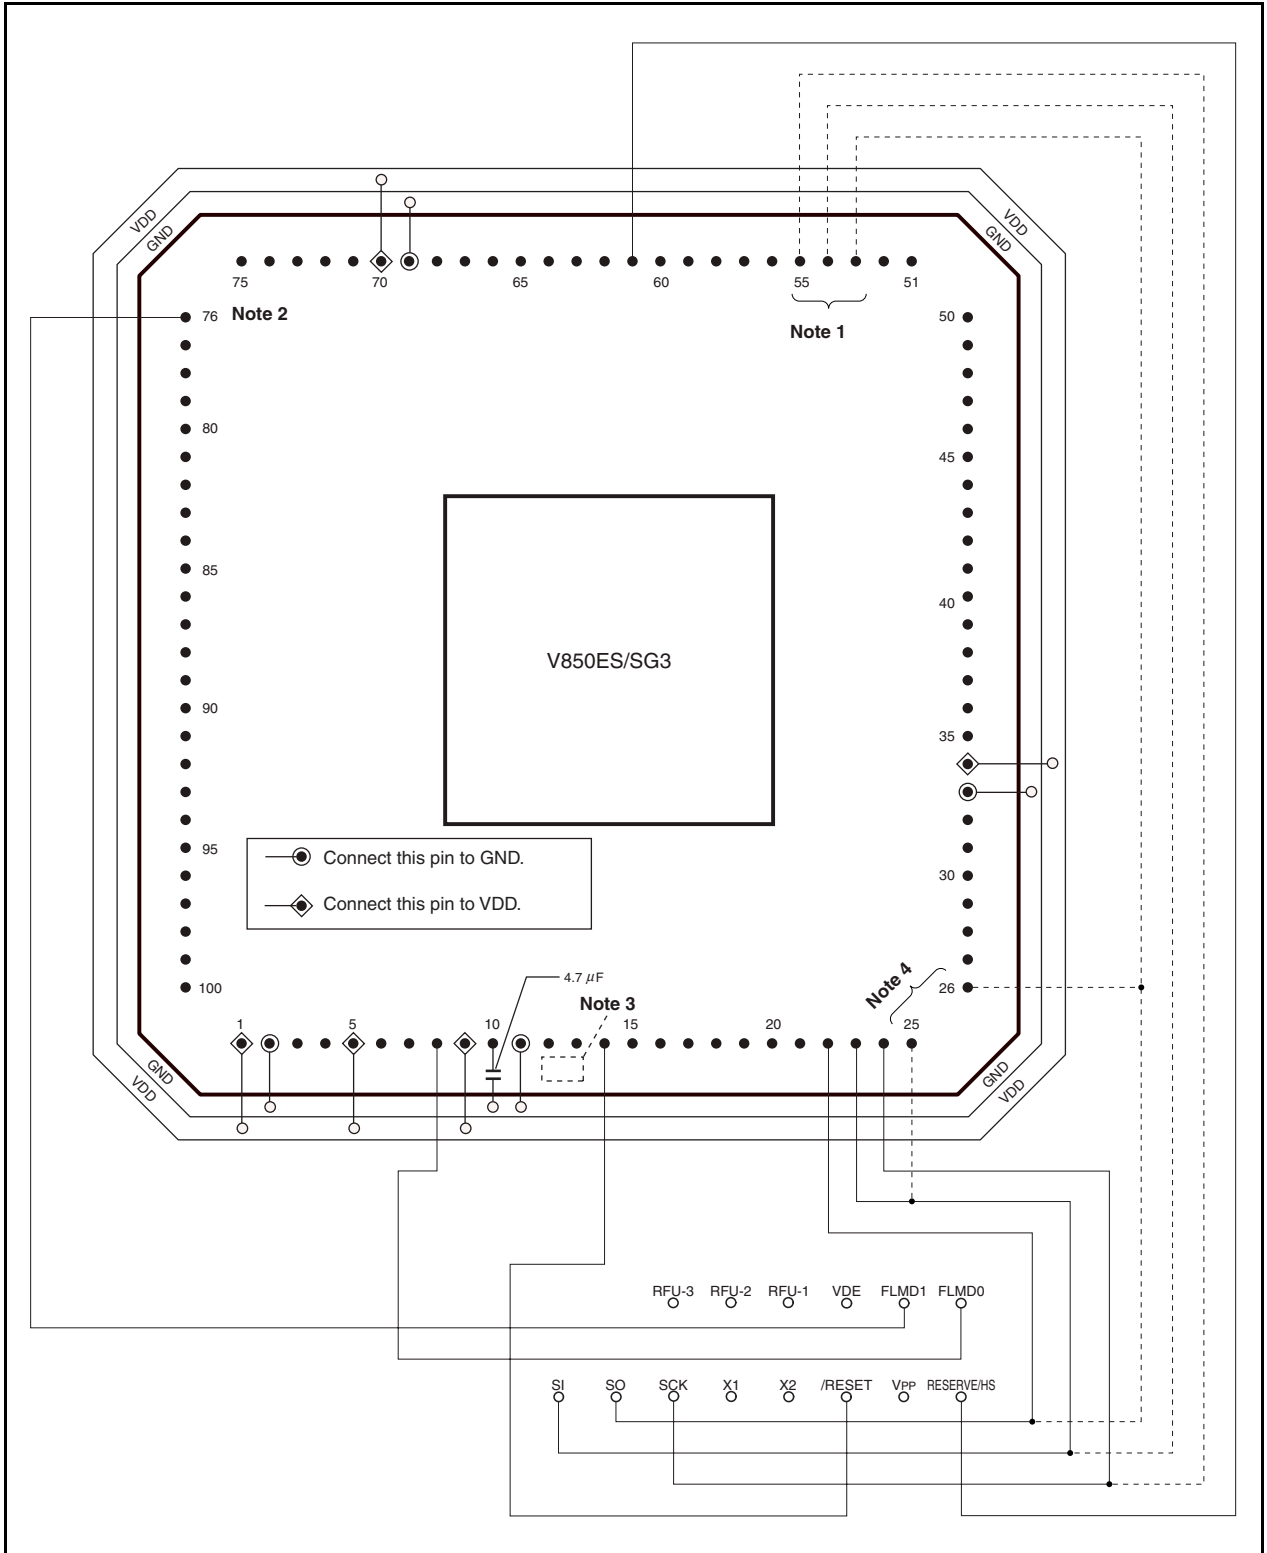 VDD
GND
VDD
GND
75 70 65 60 55 51
76 Note 2
Note 1
50
80
45
85
40
V850ES/SG3
90
35
95
Connect this pin to GND.
30
Connect this pin to VDD.
4.7 μF
Note 4
100
Note 3
26
1 5 10 15 20 25
GND
VDD
GND
VDD
RFU-3 RFU-2 RFU-1 VDE FLMD1 FLMD0
SI SO SCK X1 X2 /RESET VPP RESERVE/HS